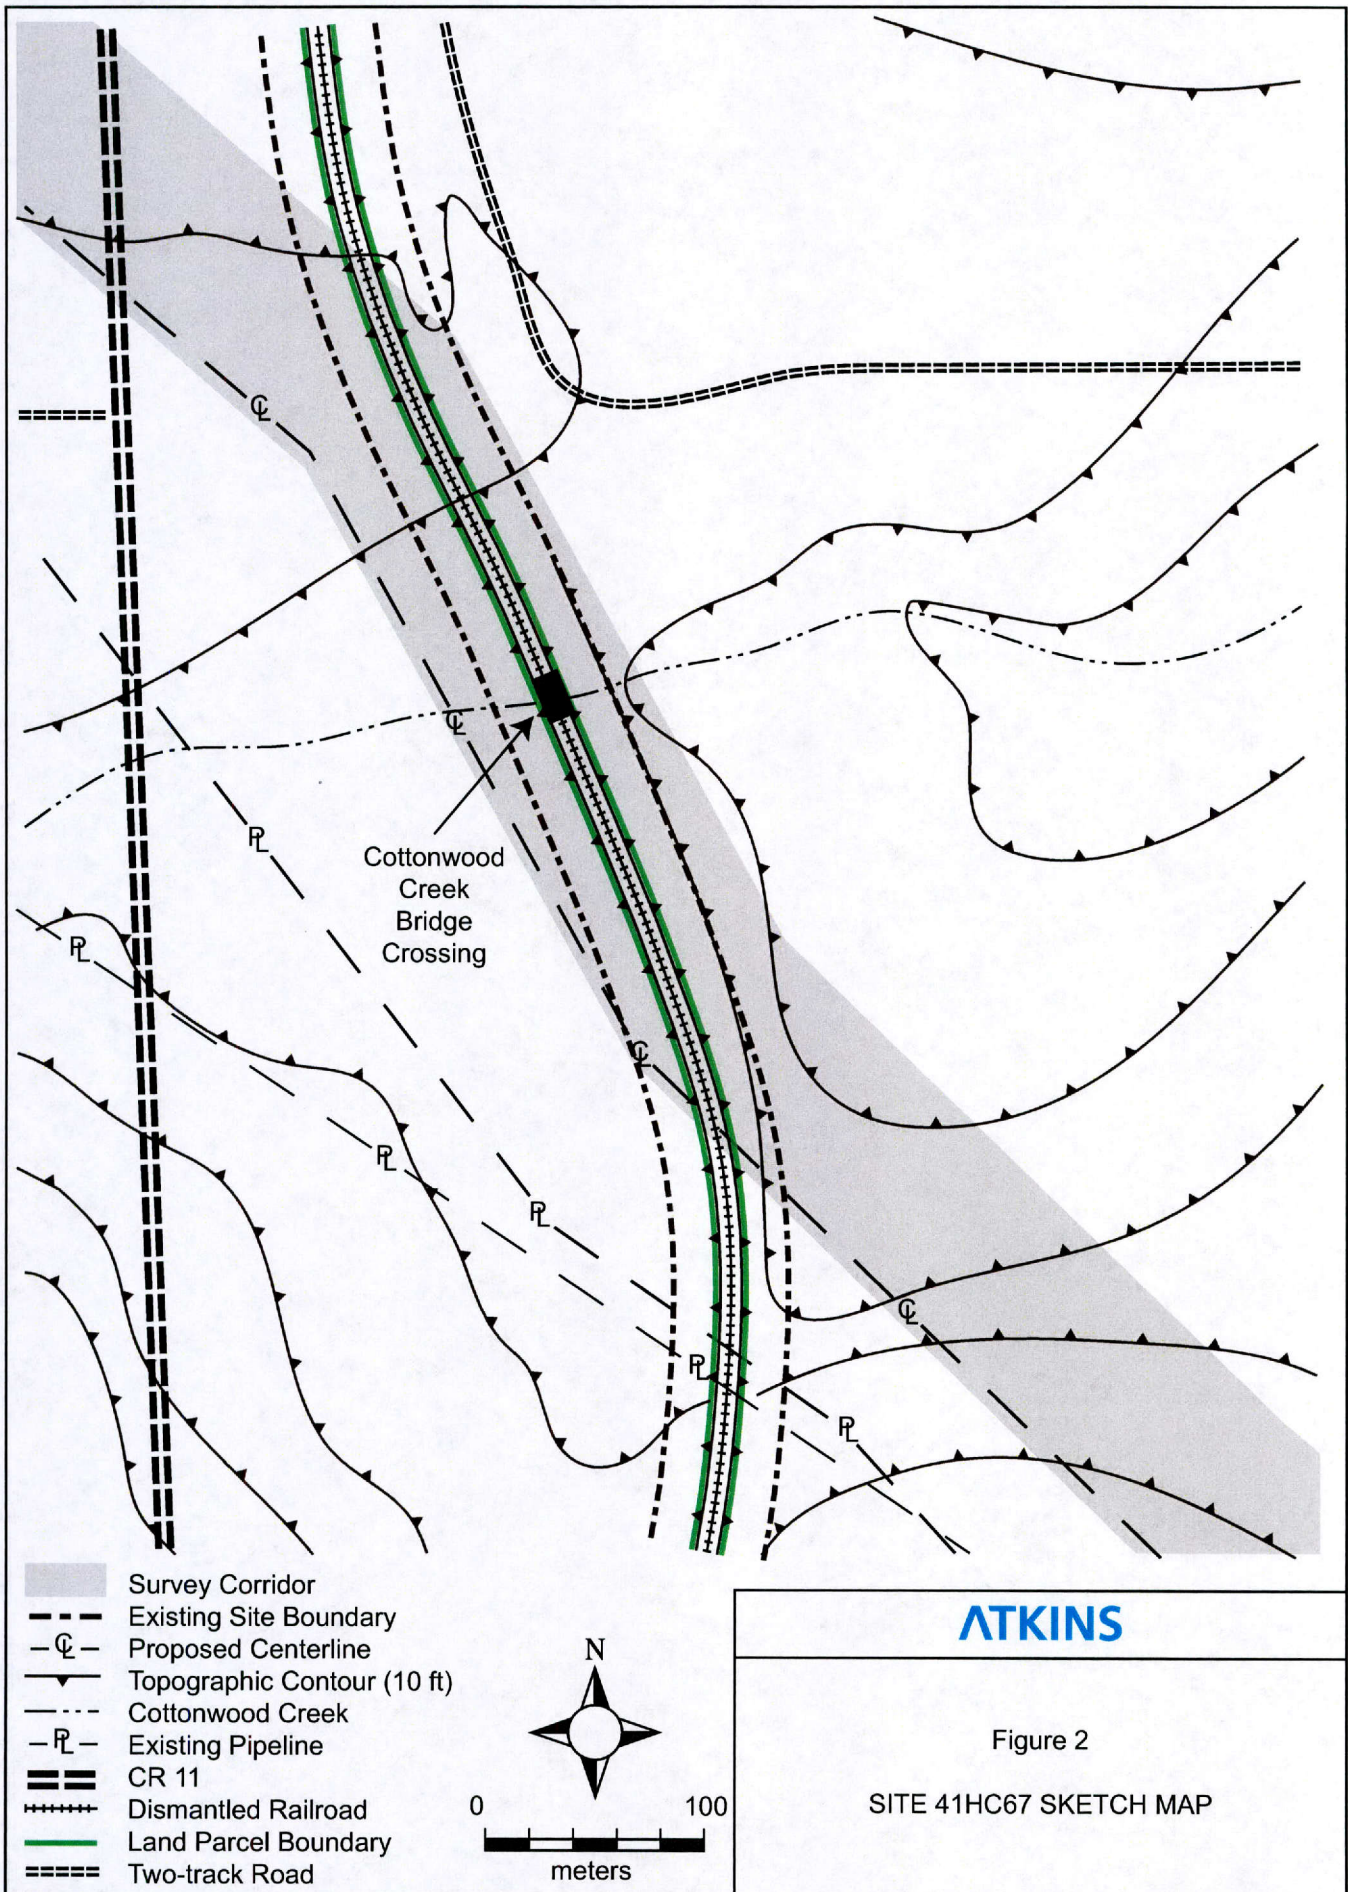 ℄
℄
℄
℄
Cottonwood
Creek
Bridge
Crossing
PL
PL
PL
PL
PL
PL
Survey Corridor
Existing Site Boundary
℄ Proposed Centerline
Topographic Contour (10 ft)
Cottonwood Creek
PL Existing Pipeline
CR 11
Dismantled Railroad
Land Parcel Boundary
Two-track Road
N
0 100
meters
ATKINS
Figure 2
SITE 41HC67 SKETCH MAP